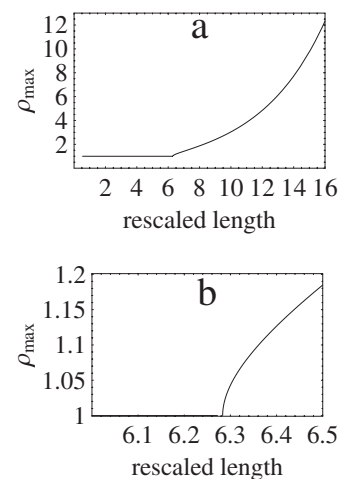 a
12
10
8
6
4
2
ρmax
2 4 6 8 10 12 14 16
rescaled length
b
1.2
1.15
1.1
1.05
1
ρmax
6.1 6.2 6.3 6.4 6.5
rescaled length